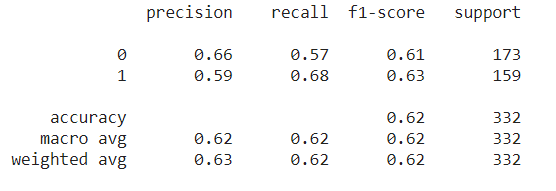 precision recall f1-score support
0 0.66 0.57 0.61 173
1 0.59 0.68 0.63 159
accuracy 0.62 332
macro avg 0.62 0.62 0.62 332
weighted avg 0.63 0.62 0.62 332